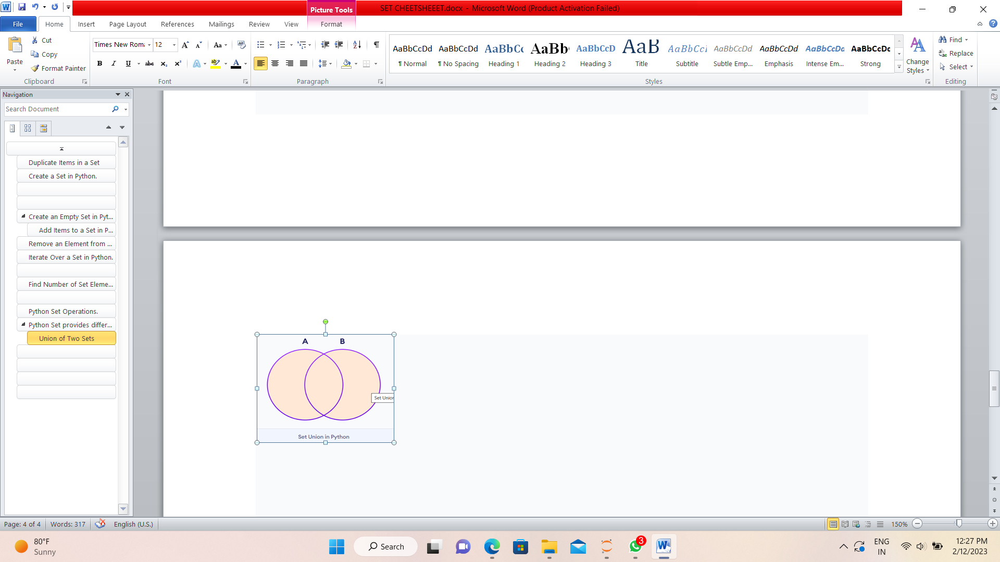 Picture Tools
SET CHEETSHEEET.docx - Microsoft Word (Product Activation Failed)
File Home Insert Page Layout References Mailings Review View Format
Paste
Cut
Copy
Format Painter
Clipboard
Times New Roma 12
Font
Paragraph
AaBbCcDd AaBbCcDd AaBbCc AaBb AaBbCcD AaB AaBbCcl AaBbCcDd AaBbCcDd AaBbCcDd AaBbCcDc
¶ Normal ¶ No Spacing Heading 1 Heading 2 Heading 3 Title Subtitle Subtle Emp... Emphasis Intense Em... Strong
Styles
Change Styles
Find
Replace
Select
Editing
Navigation
Search Document
Duplicate Items in a Set
Create a Set in Python.
Create an Empty Set in Pyt...
Add Items to a Set in P...
Remove an Element from ...
Iterate Over a Set in Python.
Find Number of Set Eleme...
Python Set Operations.
Python Set provides differ...
Union of Two Sets
A B
Set Union
Set Union in Python
Page: 4 of 4 Words: 317 English (U.S.) 150%
80°F
Sunny
Search
3
ENG
IN
12:27 PM
2/12/2023